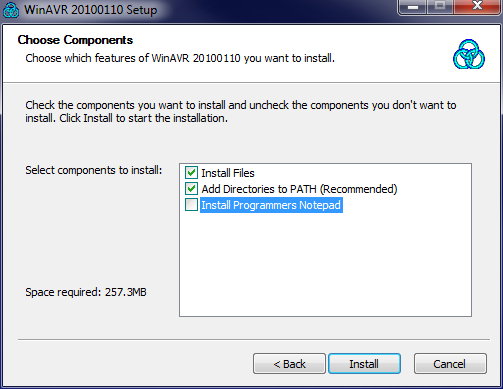 WinAVR 20100110 Setup
Choose Components
Choose which features of WinAVR 20100110 you want to install.
Check the components you want to install and uncheck the components you don't want to
install. Click Install to start the installation.
Select components to install:
Install Files
Add Directories to PATH (Recommended)
Install Programmers Notepad
Space required: 257.3MB
< Back
Install
Cancel